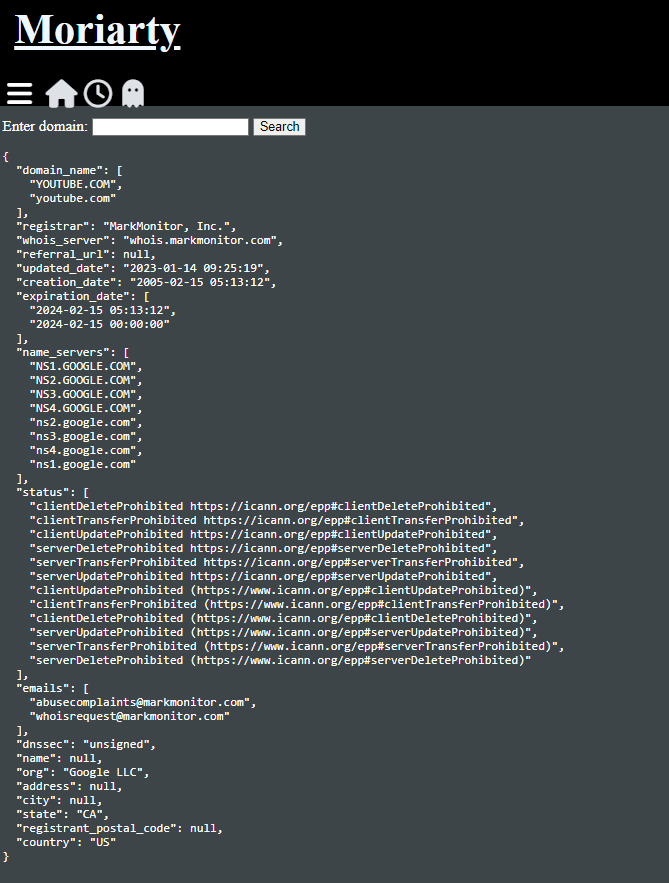 Moriarty
Enter domain: Search
{
  "domain_name": [
    "YOUTUBE.COM",
    "youtube.com"
  ],
  "registrar": "MarkMonitor, Inc.",
  "whois_server": "whois.markmonitor.com",
  "referral_url": null,
  "updated_date": "2023-01-14 09:25:19",
  "creation_date": "2005-02-15 05:13:12",
  "expiration_date": [
    "2024-02-15 05:13:12",
    "2024-02-15 00:00:00"
  ],
  "name_servers": [
    "NS1.GOOGLE.COM",
    "NS2.GOOGLE.COM",
    "NS3.GOOGLE.COM",
    "NS4.GOOGLE.COM",
    "ns2.google.com",
    "ns3.google.com",
    "ns4.google.com",
    "ns1.google.com"
  ],
  "status": [
    "clientDeleteProhibited https://icann.org/epp#clientDeleteProhibited",
    "clientTransferProhibited https://icann.org/epp#clientTransferProhibited",
    "clientUpdateProhibited https://icann.org/epp#clientUpdateProhibited",
    "serverDeleteProhibited https://icann.org/epp#serverDeleteProhibited",
    "serverTransferProhibited https://icann.org/epp#serverTransferProhibited",
    "serverUpdateProhibited https://icann.org/epp#serverUpdateProhibited",
    "clientUpdateProhibited (https://www.icann.org/epp#clientUpdateProhibited)",
    "clientTransferProhibited (https://www.icann.org/epp#clientTransferProhibited)",
    "clientDeleteProhibited (https://www.icann.org/epp#clientDeleteProhibited)",
    "serverUpdateProhibited (https://www.icann.org/epp#serverUpdateProhibited)",
    "serverTransferProhibited (https://www.icann.org/epp#serverTransferProhibited)",
    "serverDeleteProhibited (https://www.icann.org/epp#serverDeleteProhibited)"
  ],
  "emails": [
    "abusecomplaints@markmonitor.com",
    "whoisrequest@markmonitor.com"
  ],
  "dnssec": "unsigned",
  "name": null,
  "org": "Google LLC",
  "address": null,
  "city": null,
  "state": "CA",
  "registrant_postal_code": null,
  "country": "US"
}